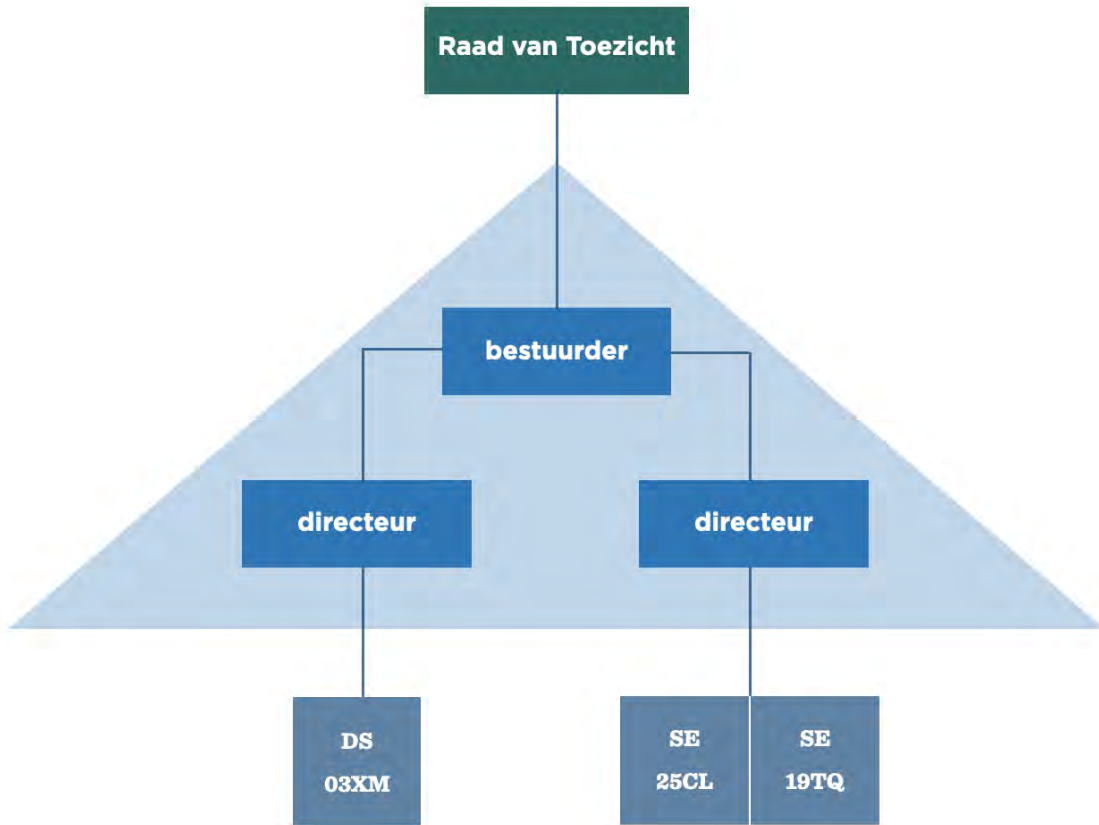 Raad van Toezicht
bestuurder
directeur
directeur
DS
03XM
SE
25CL
SE
19TQ